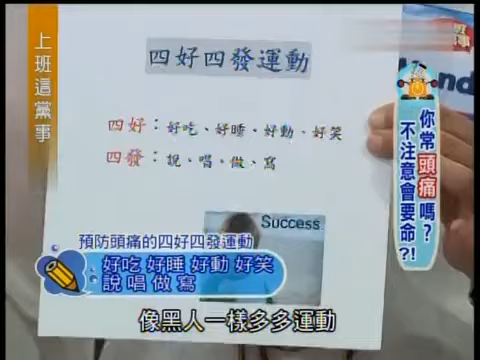 上班這黨事
四好四發運動
四好：好吃、好睡、好動、好笑
四發：說、唱、做、寫
Success
你常頭痛嗎？
不注意會要命?!
預防頭痛的四好四發運動
好吃 好睡 好動 好笑
說 唱 做 寫
像黑人一樣多多運動